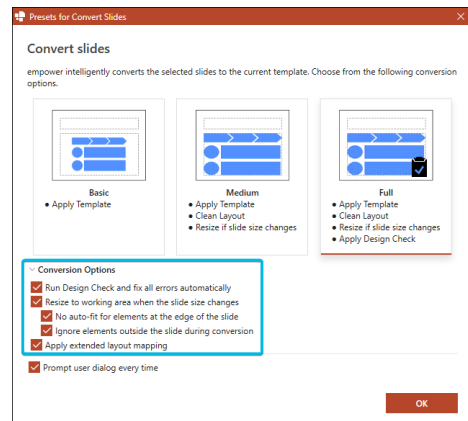 Presets for Convert Slides
Convert slides
empower intelligently converts the selected slides to the current template. Choose from the following conversion
options.
Basic
• Apply Template
Medium
• Apply Template
• Clean Layout
• Resize if slide size changes
Full
• Apply Template
• Clean Layout
• Resize if slide size changes
• Apply Design Check
Conversion Options
Run Design Check and fix all errors automatically
Resize to working area when the slide size changes
No auto-fit for elements at the edge of the slide
Ignore elements outside the slide during conversion
Apply extended layout mapping
Prompt user dialog every time
OK